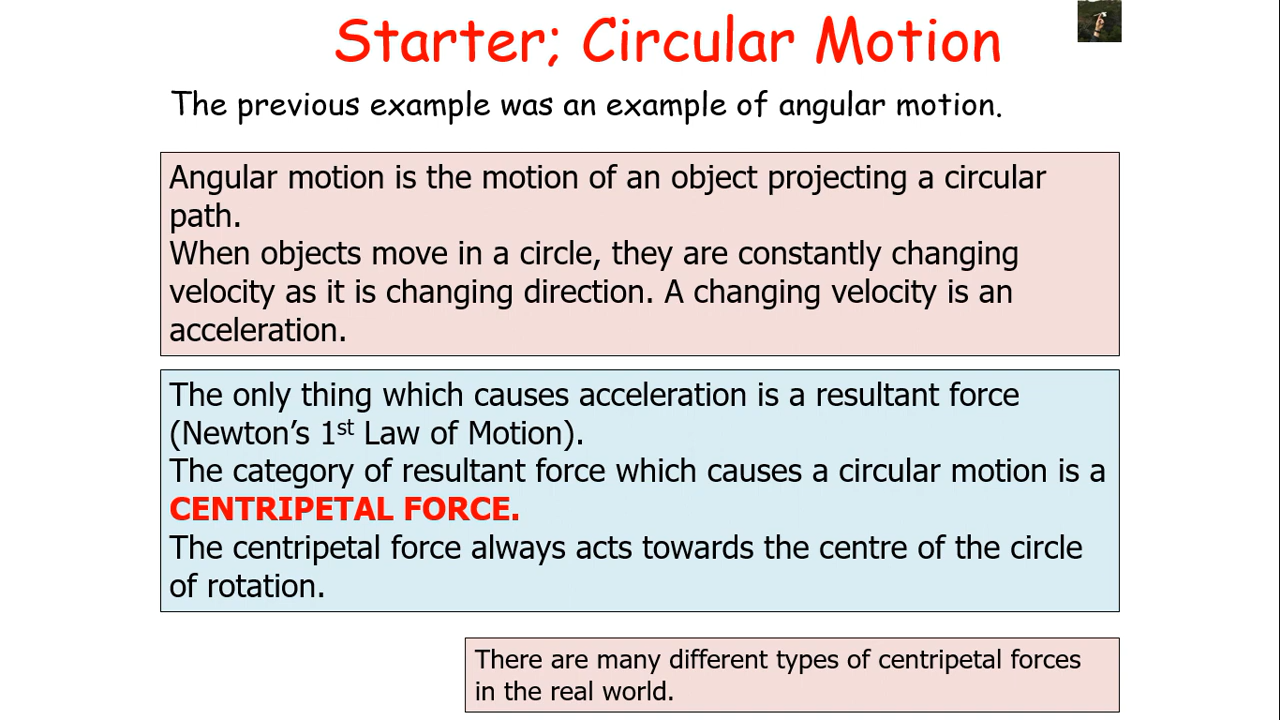 Starter; Circular Motion
The previous example was an example of angular motion.
Angular motion is the motion of an object projecting a circular
path.
When objects move in a circle, they are constantly changing
velocity as it is changing direction. A changing velocity is an
acceleration.
The only thing which causes acceleration is a resultant force
(Newton’s 1st Law of Motion).
The category of resultant force which causes a circular motion is a
CENTRIPETAL FORCE.
The centripetal force always acts towards the centre of the circle
of rotation.
There are many different types of centripetal forces
in the real world.